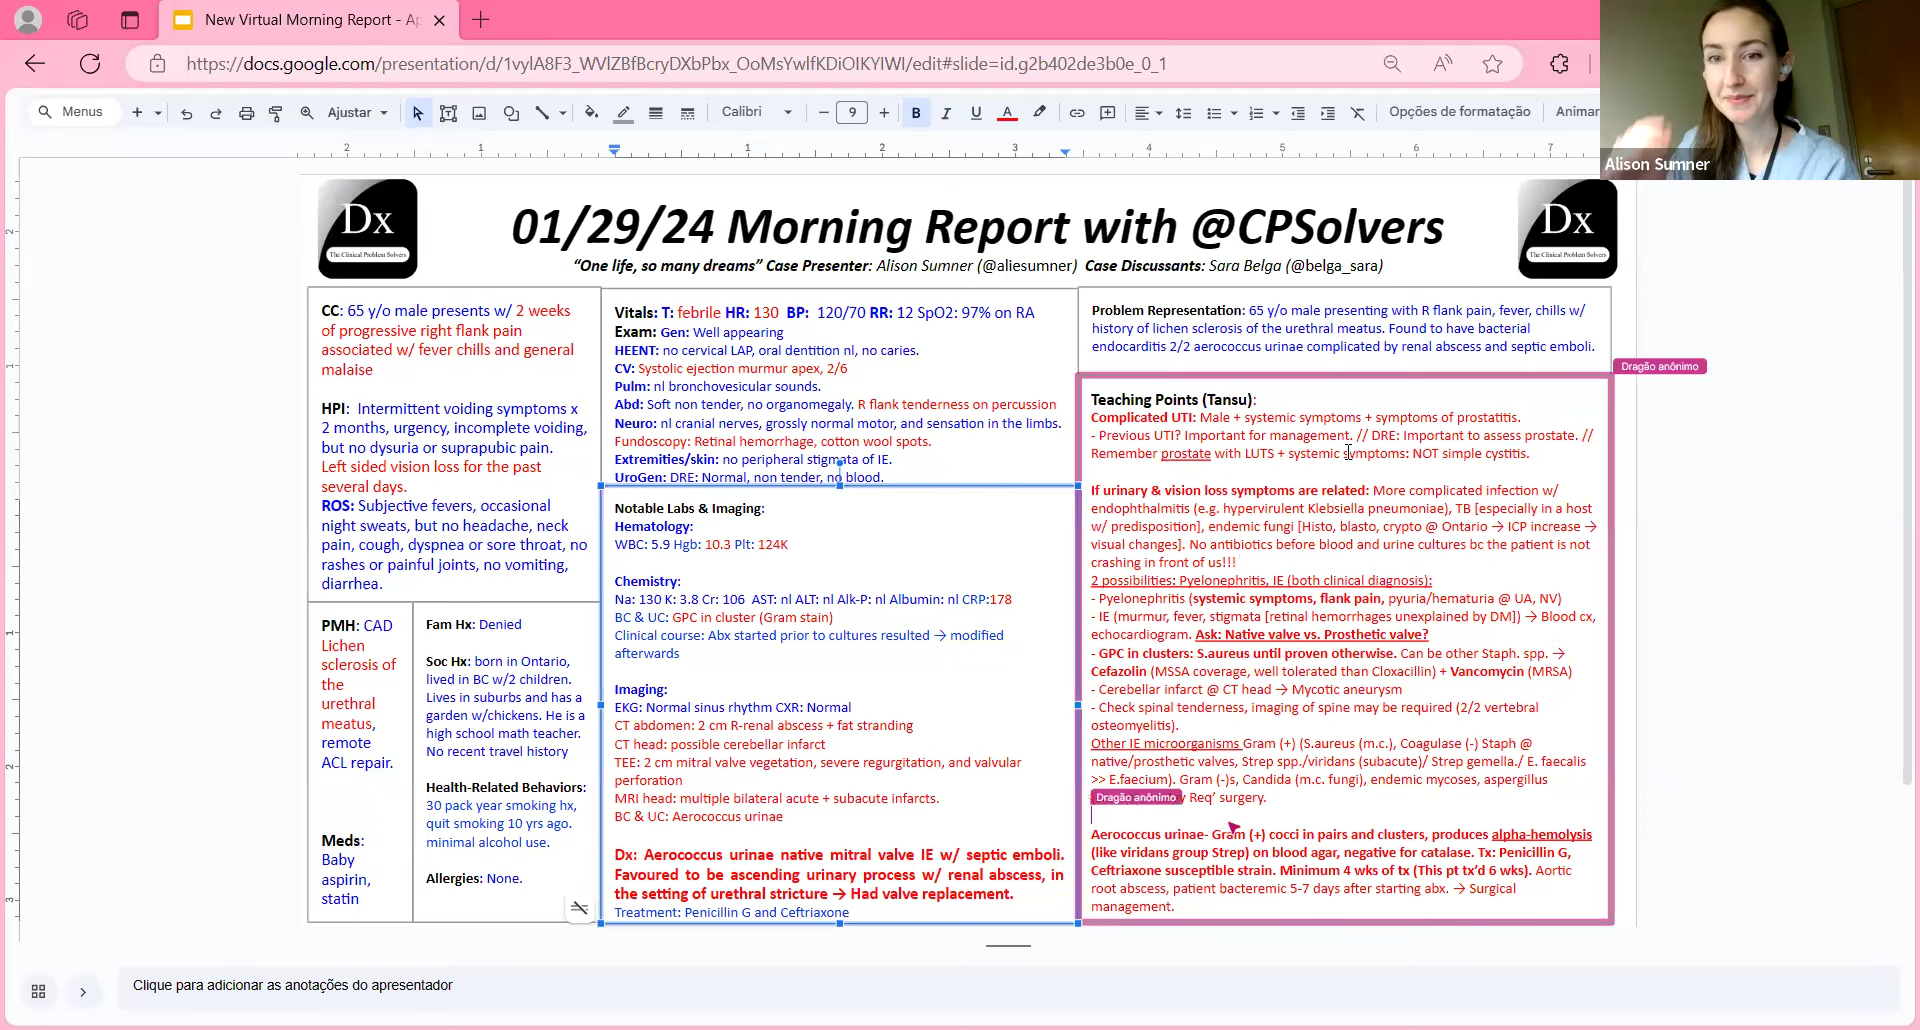 New Virtual Morning Report - Ap
https://docs.google.com/presentation/d/1vylA8F3_WVlZBfBcryDXbPbx_OoMsYwlfKDiOIKYIWI/edit#slide=id.g2b402de3b0e_0_1
Menus
Ajustar
Calibri
9
B
I
U
A
Opções de formatação
Animar
Alison Sumner
2 1 1 2 3 4 5 6 7
Dx
The Clinical Problem Solvers
01/29/24 Morning Report with @CPSolvers
"One life, so many dreams" Case Presenter: Alison Sumner (@aliesumner) Case Discussants: Sara Belga (@belga_sara)
Dx
The Clinical Problem Solvers
CC: 65 y/o male presents w/ 2 weeks
of progressive right flank pain
associated w/ fever chills and general
malaise
HPI: Intermittent voiding symptoms x
2 months, urgency, incomplete voiding,
but no dysuria or suprapubic pain.
Left sided vision loss for the past
several days.
ROS: Subjective fevers, occasional
night sweats, but no headache, neck
pain, cough, dyspnea or sore throat, no
rashes or painful joints, no vomiting,
diarrhea.
PMH: CAD
Lichen
sclerosis of
the
urethral
meatus,
remote
ACL repair.
Meds:
Baby
aspirin,
statin
Fam Hx: Denied
Soc Hx: born in Ontario,
lived in BC w/2 children.
Lives in suburbs and has a
garden w/chickens. He is a
high school math teacher.
No recent travel history
Health-Related Behaviors:
30 pack year smoking hx,
quit smoking 10 yrs ago.
minimal alcohol use.
Allergies: None.
Vitals: T: febrile HR: 130 BP: 120/70 RR: 12 SpO2: 97% on RA
Exam: Gen: Well appearing
HEENT: no cervical LAP, oral dentition nl, no caries.
CV: Systolic ejection murmur apex, 2/6
Pulm: nl bronchovesicular sounds.
Abd: Soft non tender, no organomegaly. R flank tenderness on percussion
Neuro: nl cranial nerves, grossly normal motor, and sensation in the limbs.
Fundoscopy: Retinal hemorrhage, cotton wool spots.
Extremities/skin: no peripheral stigmata of IE.
UroGen: DRE: Normal, non tender, no blood.
Notable Labs & Imaging:
Hematology:
WBC: 5.9 Hgb: 10.3 Plt: 124K
Chemistry:
Na: 130 K: 3.8 Cr: 106 AST: nl ALT: nl Alk-P: nl Albumin: nl CRP:178
BC & UC: GPC in cluster (Gram stain)
Clinical course: Abx started prior to cultures resulted → modified
afterwards
Imaging:
EKG: Normal sinus rhythm CXR: Normal
CT abdomen: 2 cm R-renal abscess + fat stranding
CT head: possible cerebellar infarct
TEE: 2 cm mitral valve vegetation, severe regurgitation, and valvular
perforation
MRI head: multiple bilateral acute + subacute infarcts.
BC & UC: Aerococcus urinae
Dx: Aerococcus urinae native mitral valve IE w/ septic emboli.
Favoured to be ascending urinary process w/ renal abscess, in
the setting of urethral stricture → Had valve replacement.
Treatment: Penicillin G and Ceftriaxone
Problem Representation: 65 y/o male presenting with R flank pain, fever, chills w/
history of lichen sclerosis of the urethral meatus. Found to have bacterial
endocarditis 2/2 aerococcus urinae complicated by renal abscess and septic emboli.
Dragão anônimo
Teaching Points (Tansu):
Complicated UTI: Male + systemic symptoms + symptoms of prostatitis.
- Previous UTI? Important for management. // DRE: Important to assess prostate. //
Remember prostate with LUTS + systemic symptoms: NOT simple cystitis.
If urinary & vision loss symptoms are related: More complicated infection w/
endophthalmitis (e.g. hypervirulent Klebsiella pneumoniae), TB [especially in a host
w/ predisposition], endemic fungi [Histo, blasto, crypto @ Ontario → ICP increase →
visual changes]. No antibiotics before blood and urine cultures bc the patient is not
crashing in front of us!!!
2 possibilities: Pyelonephritis, IE (both clinical diagnosis):
- Pyelonephritis (systemic symptoms, flank pain, pyuria/hematuria @ UA, NV)
- IE (murmur, fever, stigmata [retinal hemorrhages unexplained by DM]) → Blood cx,
echocardiogram. Ask: Native valve vs. Prosthetic valve?
- GPC in clusters: S.aureus until proven otherwise. Can be other Staph. spp. →
Cefazolin (MSSA coverage, well tolerated than Cloxacillin) + Vancomycin (MRSA)
- Cerebellar infarct @ CT head → Mycotic aneurysm
- Check spinal tenderness, imaging of spine may be required (2/2 vertebral
osteomyelitis).
Other IE microorganisms Gram (+) (S.aureus (m.c.), Coagulase (-) Staph @
native/prosthetic valves, Strep spp./viridans (subacute)/ Strep gemella./ E. faecalis
>> E.faecium). Gram (-)s, Candida (m.c. fungi), endemic mycoses, aspergillus
Dragão anônimo y Req' surgery.
Aerococcus urinae- Gram (+) cocci in pairs and clusters, produces alpha-hemolysis
(like viridans group Strep) on blood agar, negative for catalase. Tx: Penicillin G,
Ceftriaxone susceptible strain. Minimum 4 wks of tx (This pt tx'd 6 wks). Aortic
root abscess, patient bacteremic 5-7 days after starting abx. → Surgical
management.
Clique para adicionar as anotações do apresentador